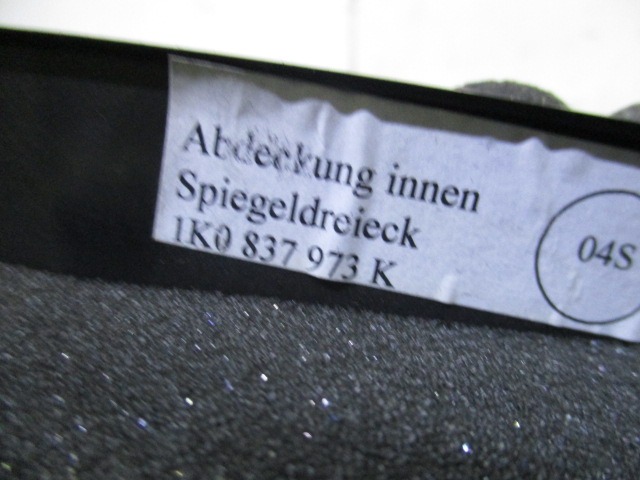 Abdeckung innen
Spiegeldreieck
1K0 837 973 K
04S